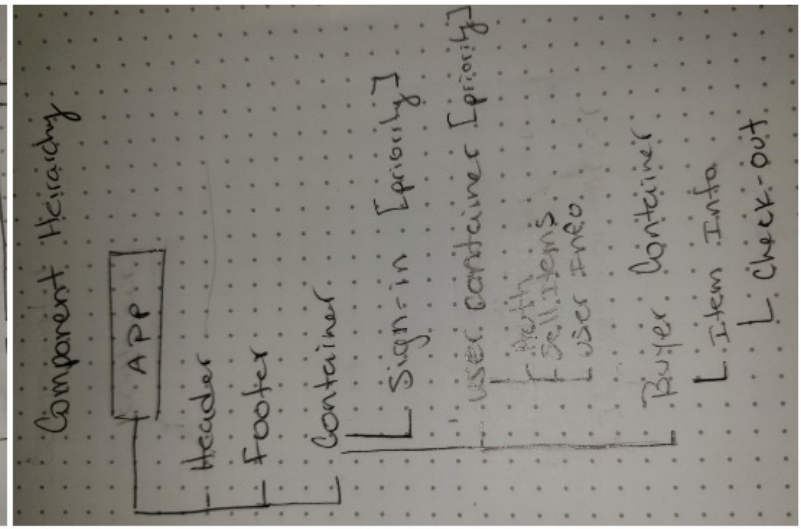 Component Heirarchy
APP
Header
Footer
Container
Sign-in [priority]
user container [priority]
Auth
Sell Items
User Info
Buyer Container
Item Info
Check-out